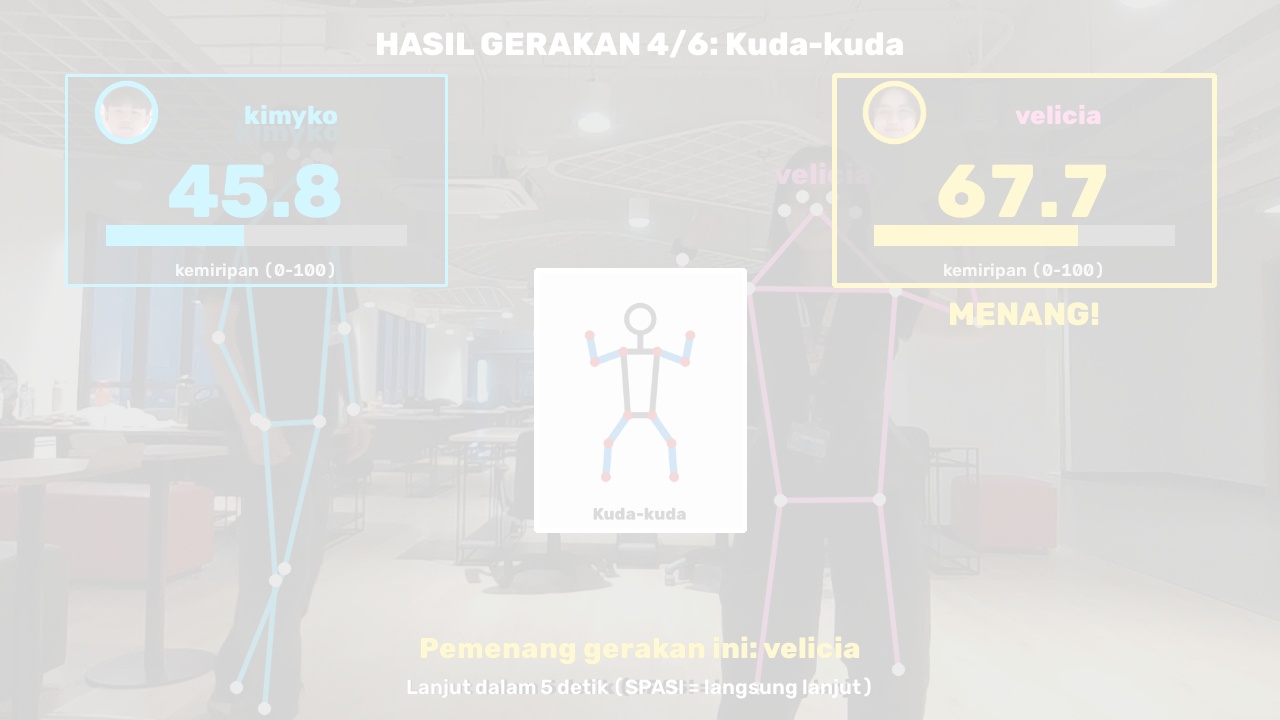 HASIL GERAKAN 4/6: Kuda-kuda
kimyko
kimyko
45.8
kemiripan (0-100)
velicia
velicia
67.7
kemiripan (0-100)
MENANG!
Kuda-kuda
Pemenang gerakan ini: velicia
Lanjut dalam 5 detik (SPASI = langsung lanjut)